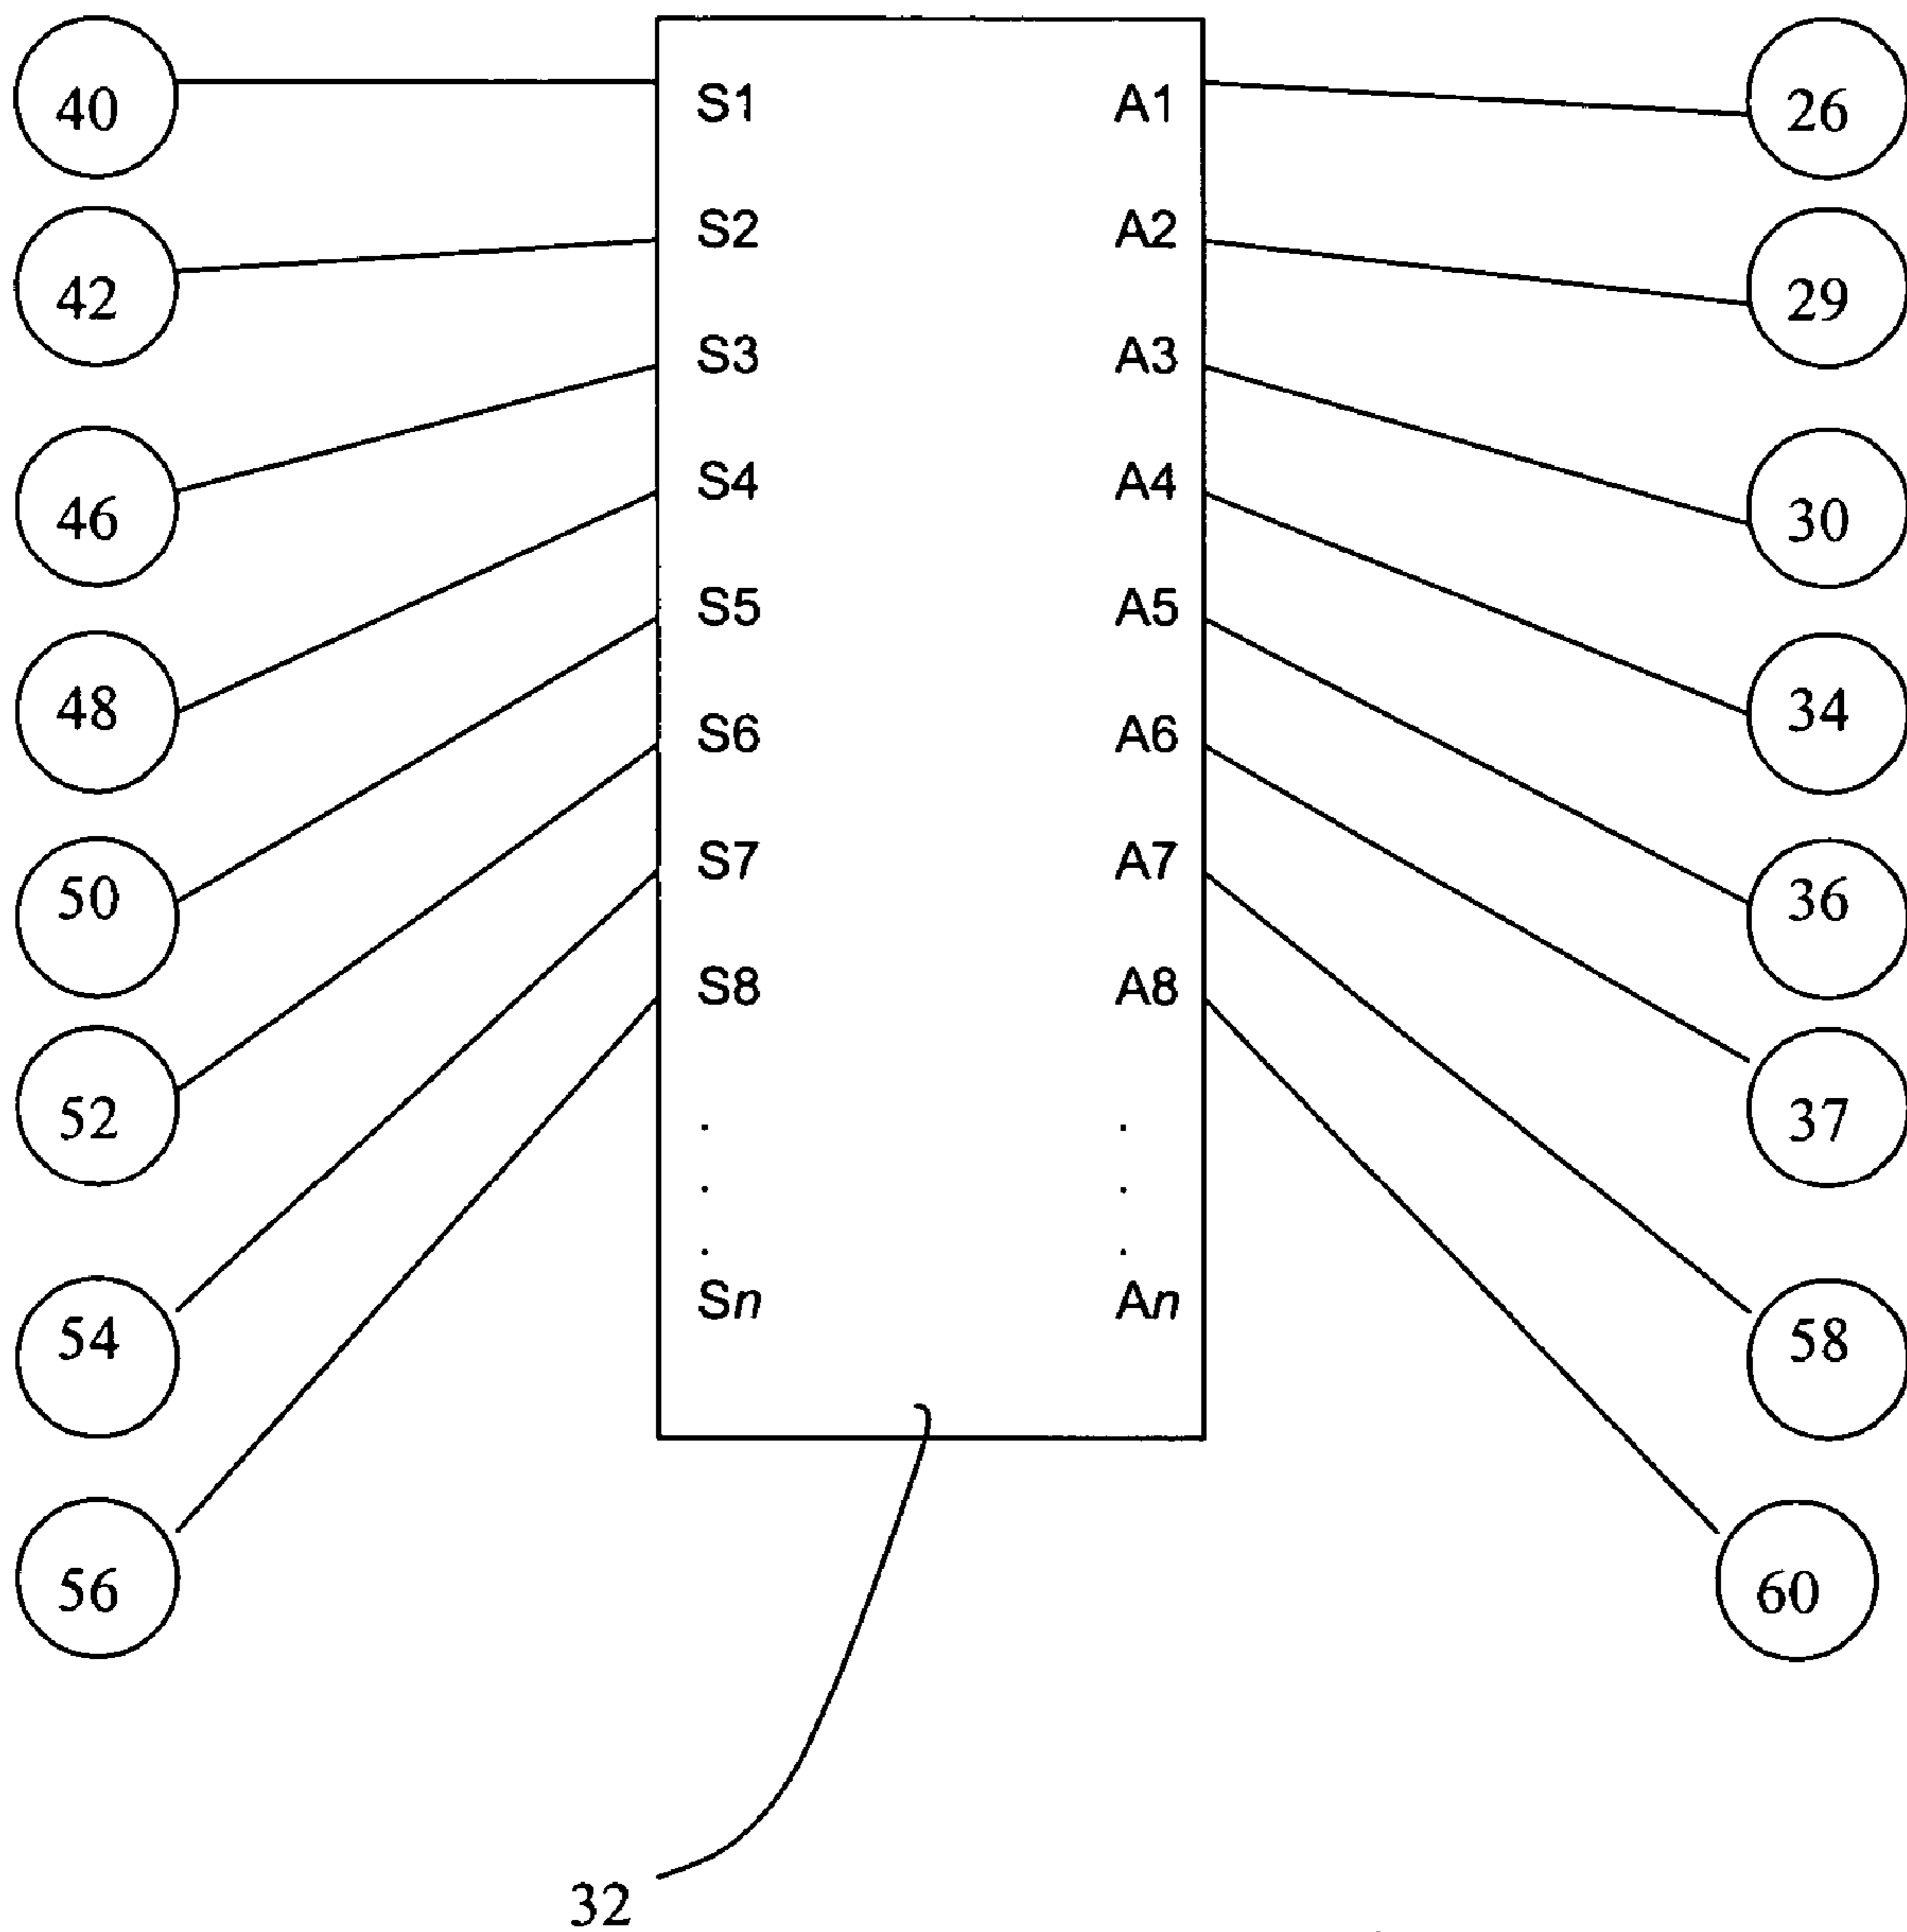 40 S1 A1 26
42 S2 A2 29
S3 A3
46 30
S4 A4
S5 A5
48 34
S6 A6
S7 A7
50 36
S8 A8
52 37
.
.
.
.
.
.
Sn An
54 58
56 60
32